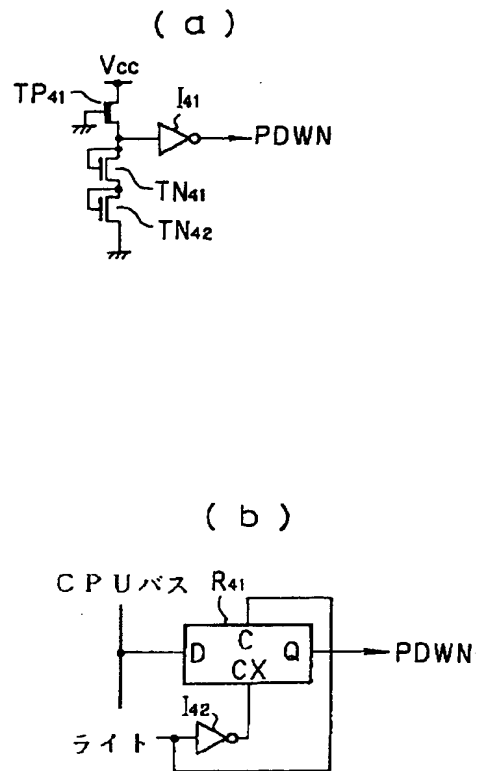 (a)
Vcc
TP41
I41
PDWN
TN41
TN42
(b)
CPUバス
R41
D
C
Q
CX
PDWN
I42
ライト